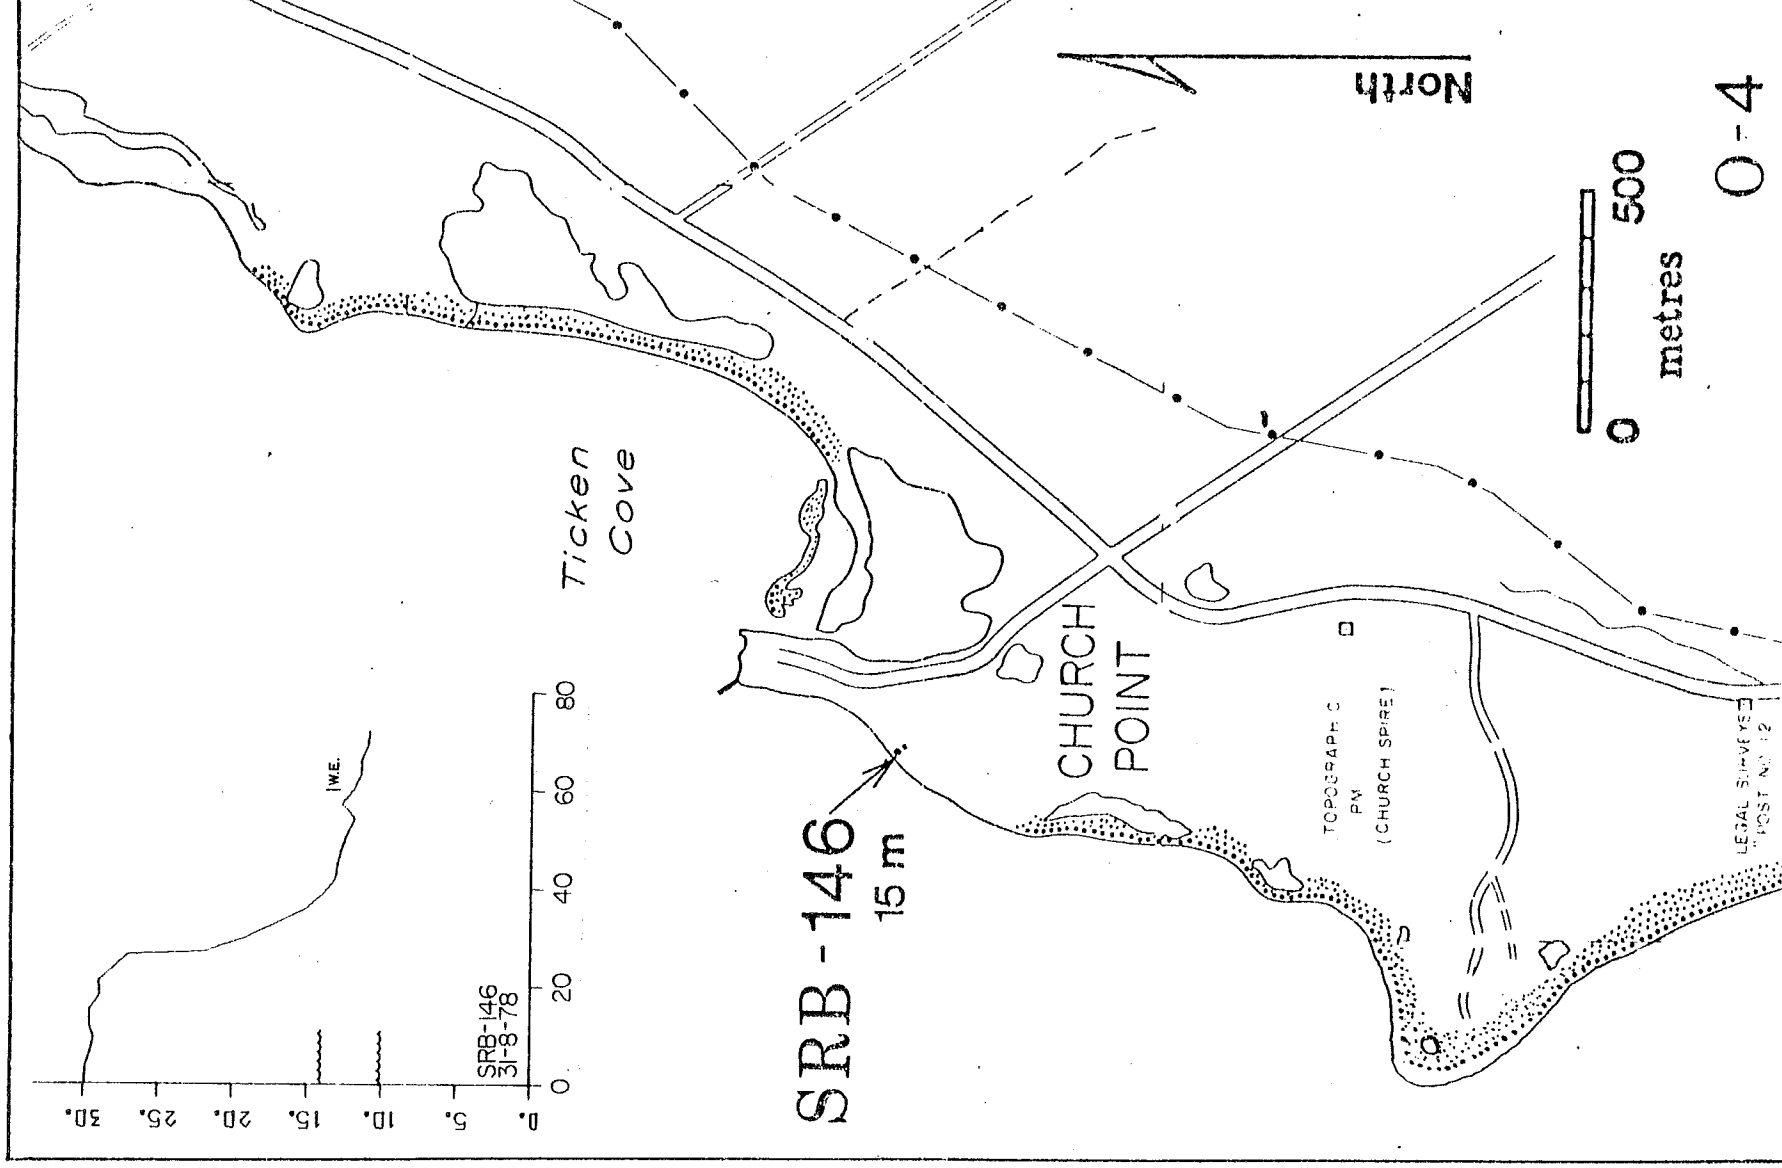 North
0-4
0 500
metres
Ticken
Cove
CHURCH
POINT
TOPOGRAPHIC
PM
(CHURCH SPIRE)
LEGAL SURVEYS
POST NO. 12
SRB-146
15 m
W.E.
SRB-146
31-8-78
0 20 40 60 80
30. 25. 20. 15. 10. 5. 0.